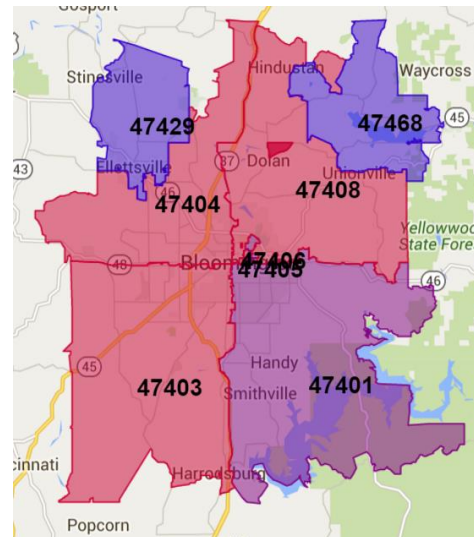 Gosport
Stinesville
Hindustan
Waycross
47429
47468
45
43
Ellettsville
37
Dolan
Unionville
46
47404
47408
Yellowwood
State Fore
47406
48
Bloom
47405
46
45
Handy
47403
47401
Smithville
cinnati
Harrodsburg
Popcorn